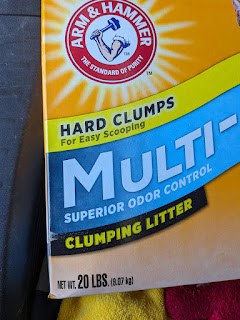 ARM & HAMMER
THE STANDARD OF PURITY
TM
HARD CLUMPS
For Easy Scooping
MULTI-
SUPERIOR ODOR CONTROL
CLUMPING LITTER
NET WT. 20 LBS. (9.07 kg)